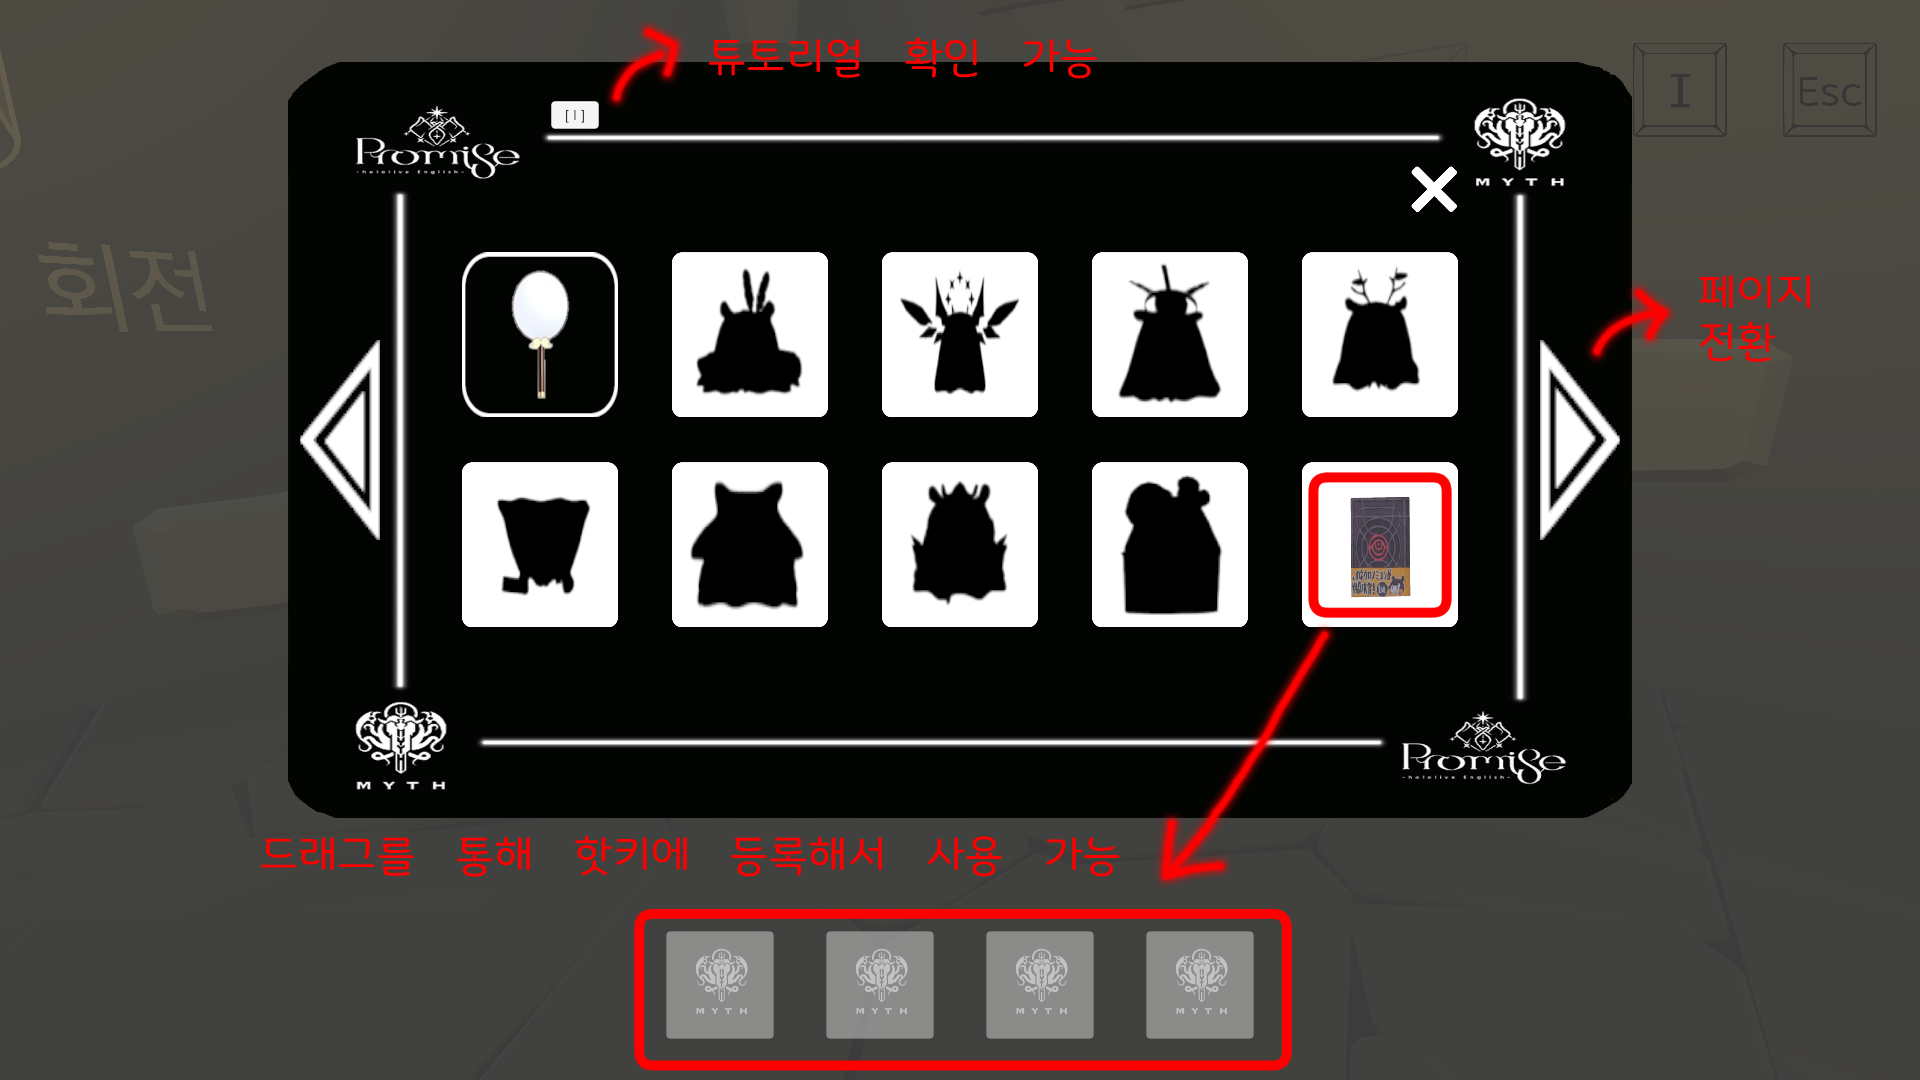 튜토리얼 확인 가능
I
Esc
[ I ]
Promise
-hololive English-
MYTH
회전
페이지
전환
MYTH
Promise
-hololive English-
드래그를 통해 핫키에 등록해서 사용 가능
MYTH
MYTH
MYTH
MYTH